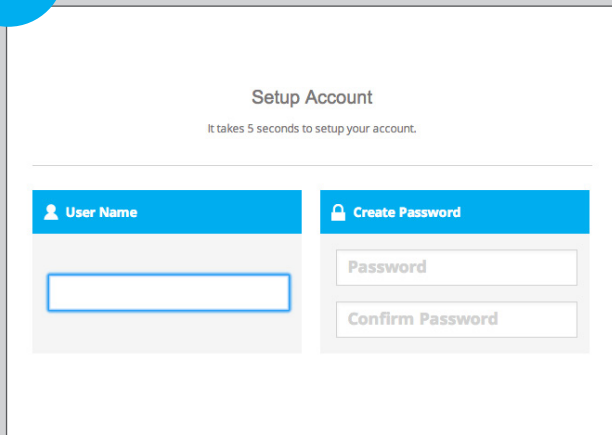 Setup Account
It takes 5 seconds to setup your account.
User Name
Create Password
Password
Confirm Password